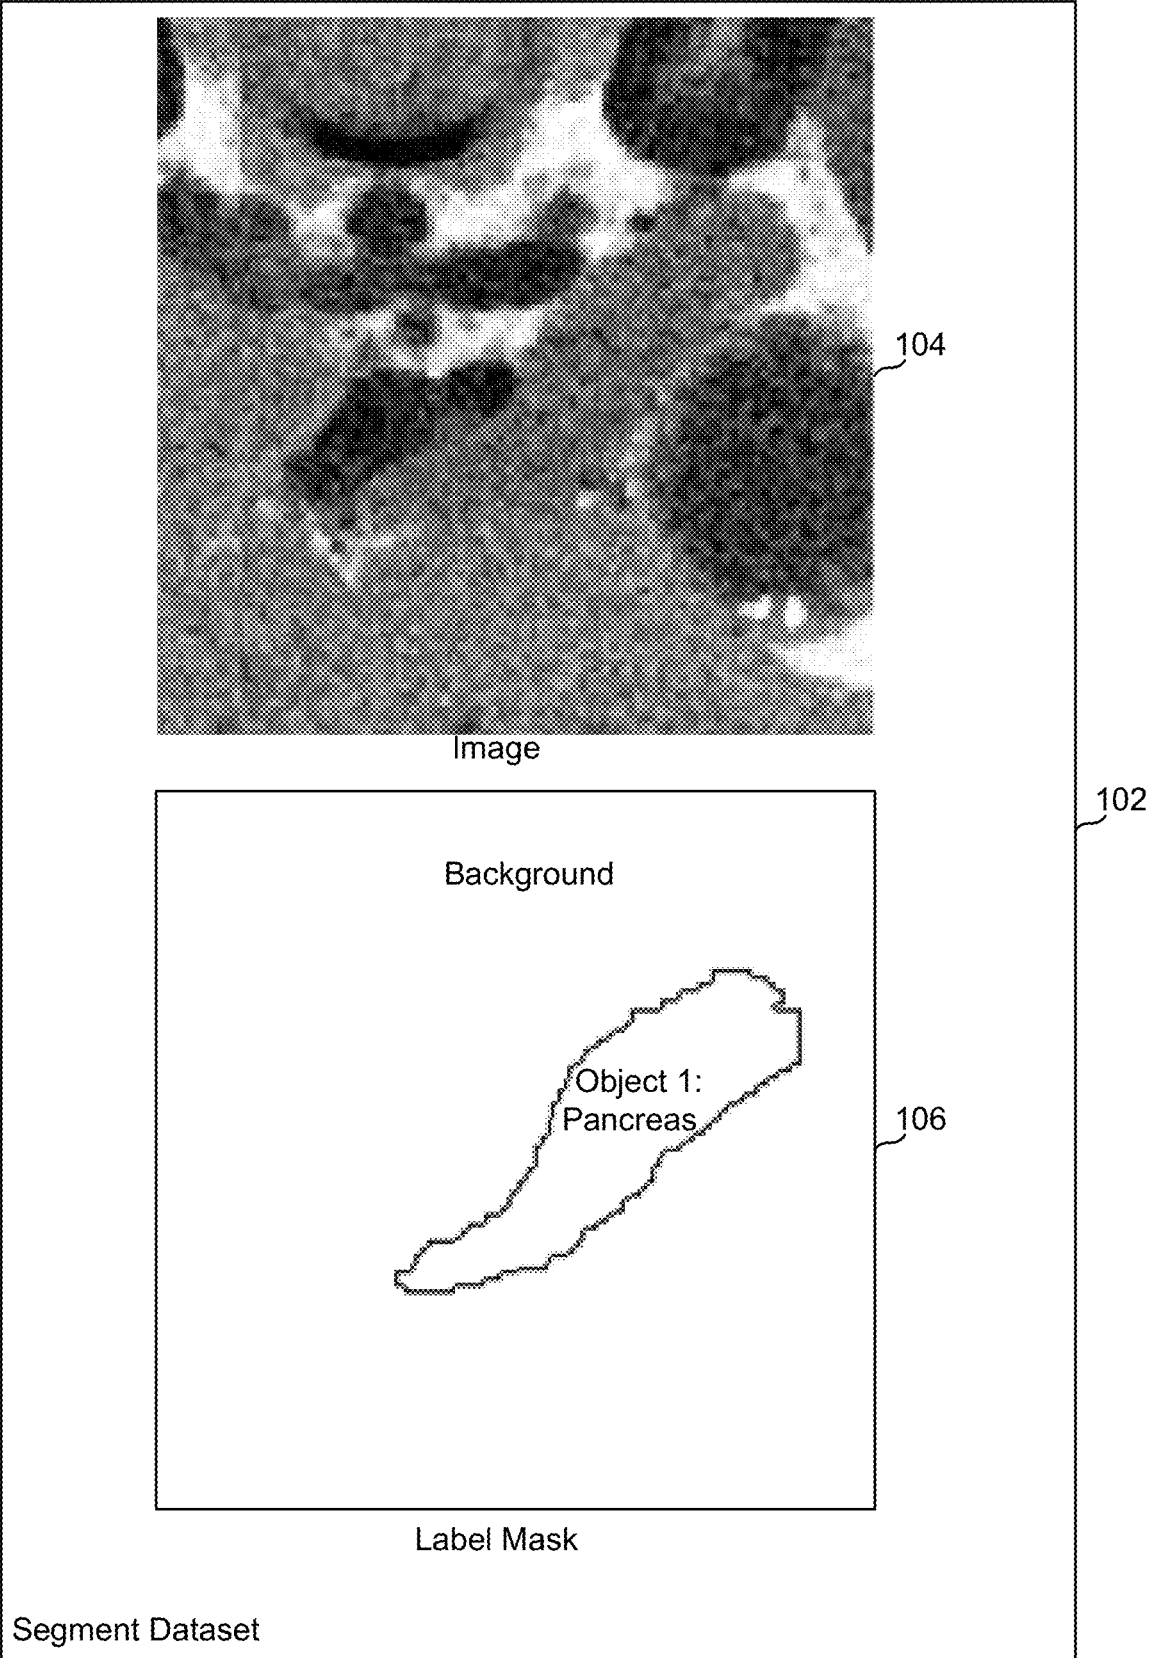 104
Image
102
Background
Object 1:
Pancreas
106
Label Mask
Segment Dataset